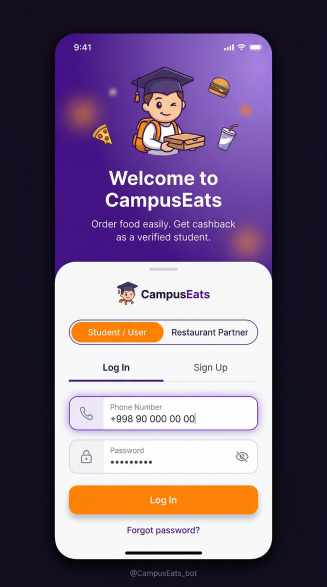 9:41
Welcome to
CampusEats
Order food easily. Get cashback
as a verified student.
CampusEats
Student / User
Restaurant Partner
Log In
Sign Up
Phone Number
+998 90 000 00 00
Password
•••••••••
Log In
Forgot password?
@CampusEats_bot